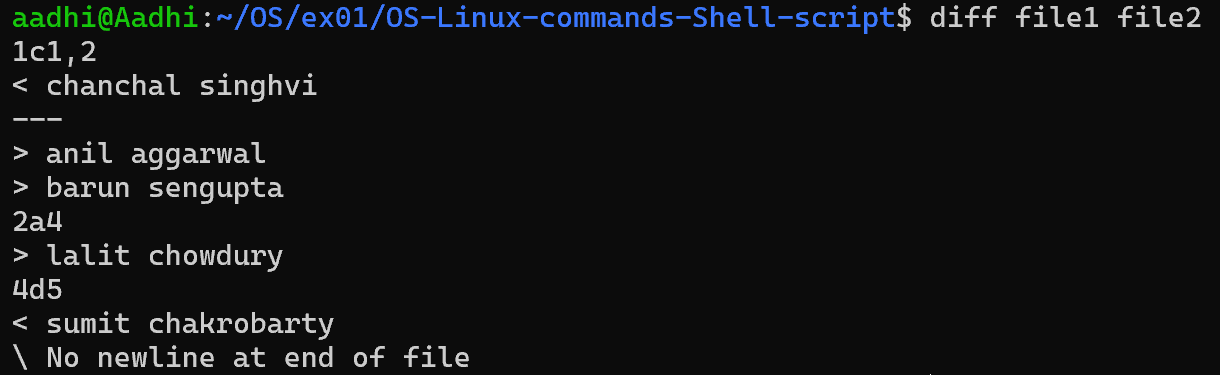 aadhi@Aadhi:~/OS/ex01/OS-Linux-commands-Shell-script$ diff file1 file2
1c1,2
< chanchal singhvi
---
> anil aggarwal
> barun sengupta
2a4
> lalit chowdury
4d5
< sumit chakrobarty
\ No newline at end of file